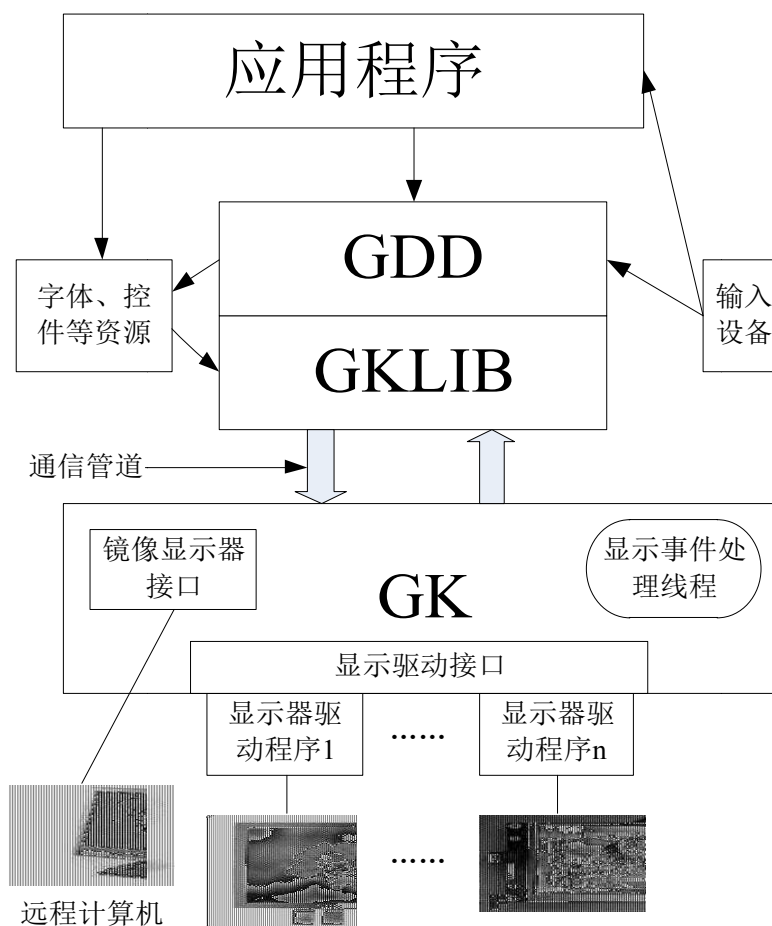 应用程序
GDD
字体、控
件等资源
输入
设备
GKLIB
通信管道
镜像显示器
接口
显示事件处
理线程
GK
显示驱动接口
显示器驱
动程序1
……
显示器驱
动程序n
……
远程计算机